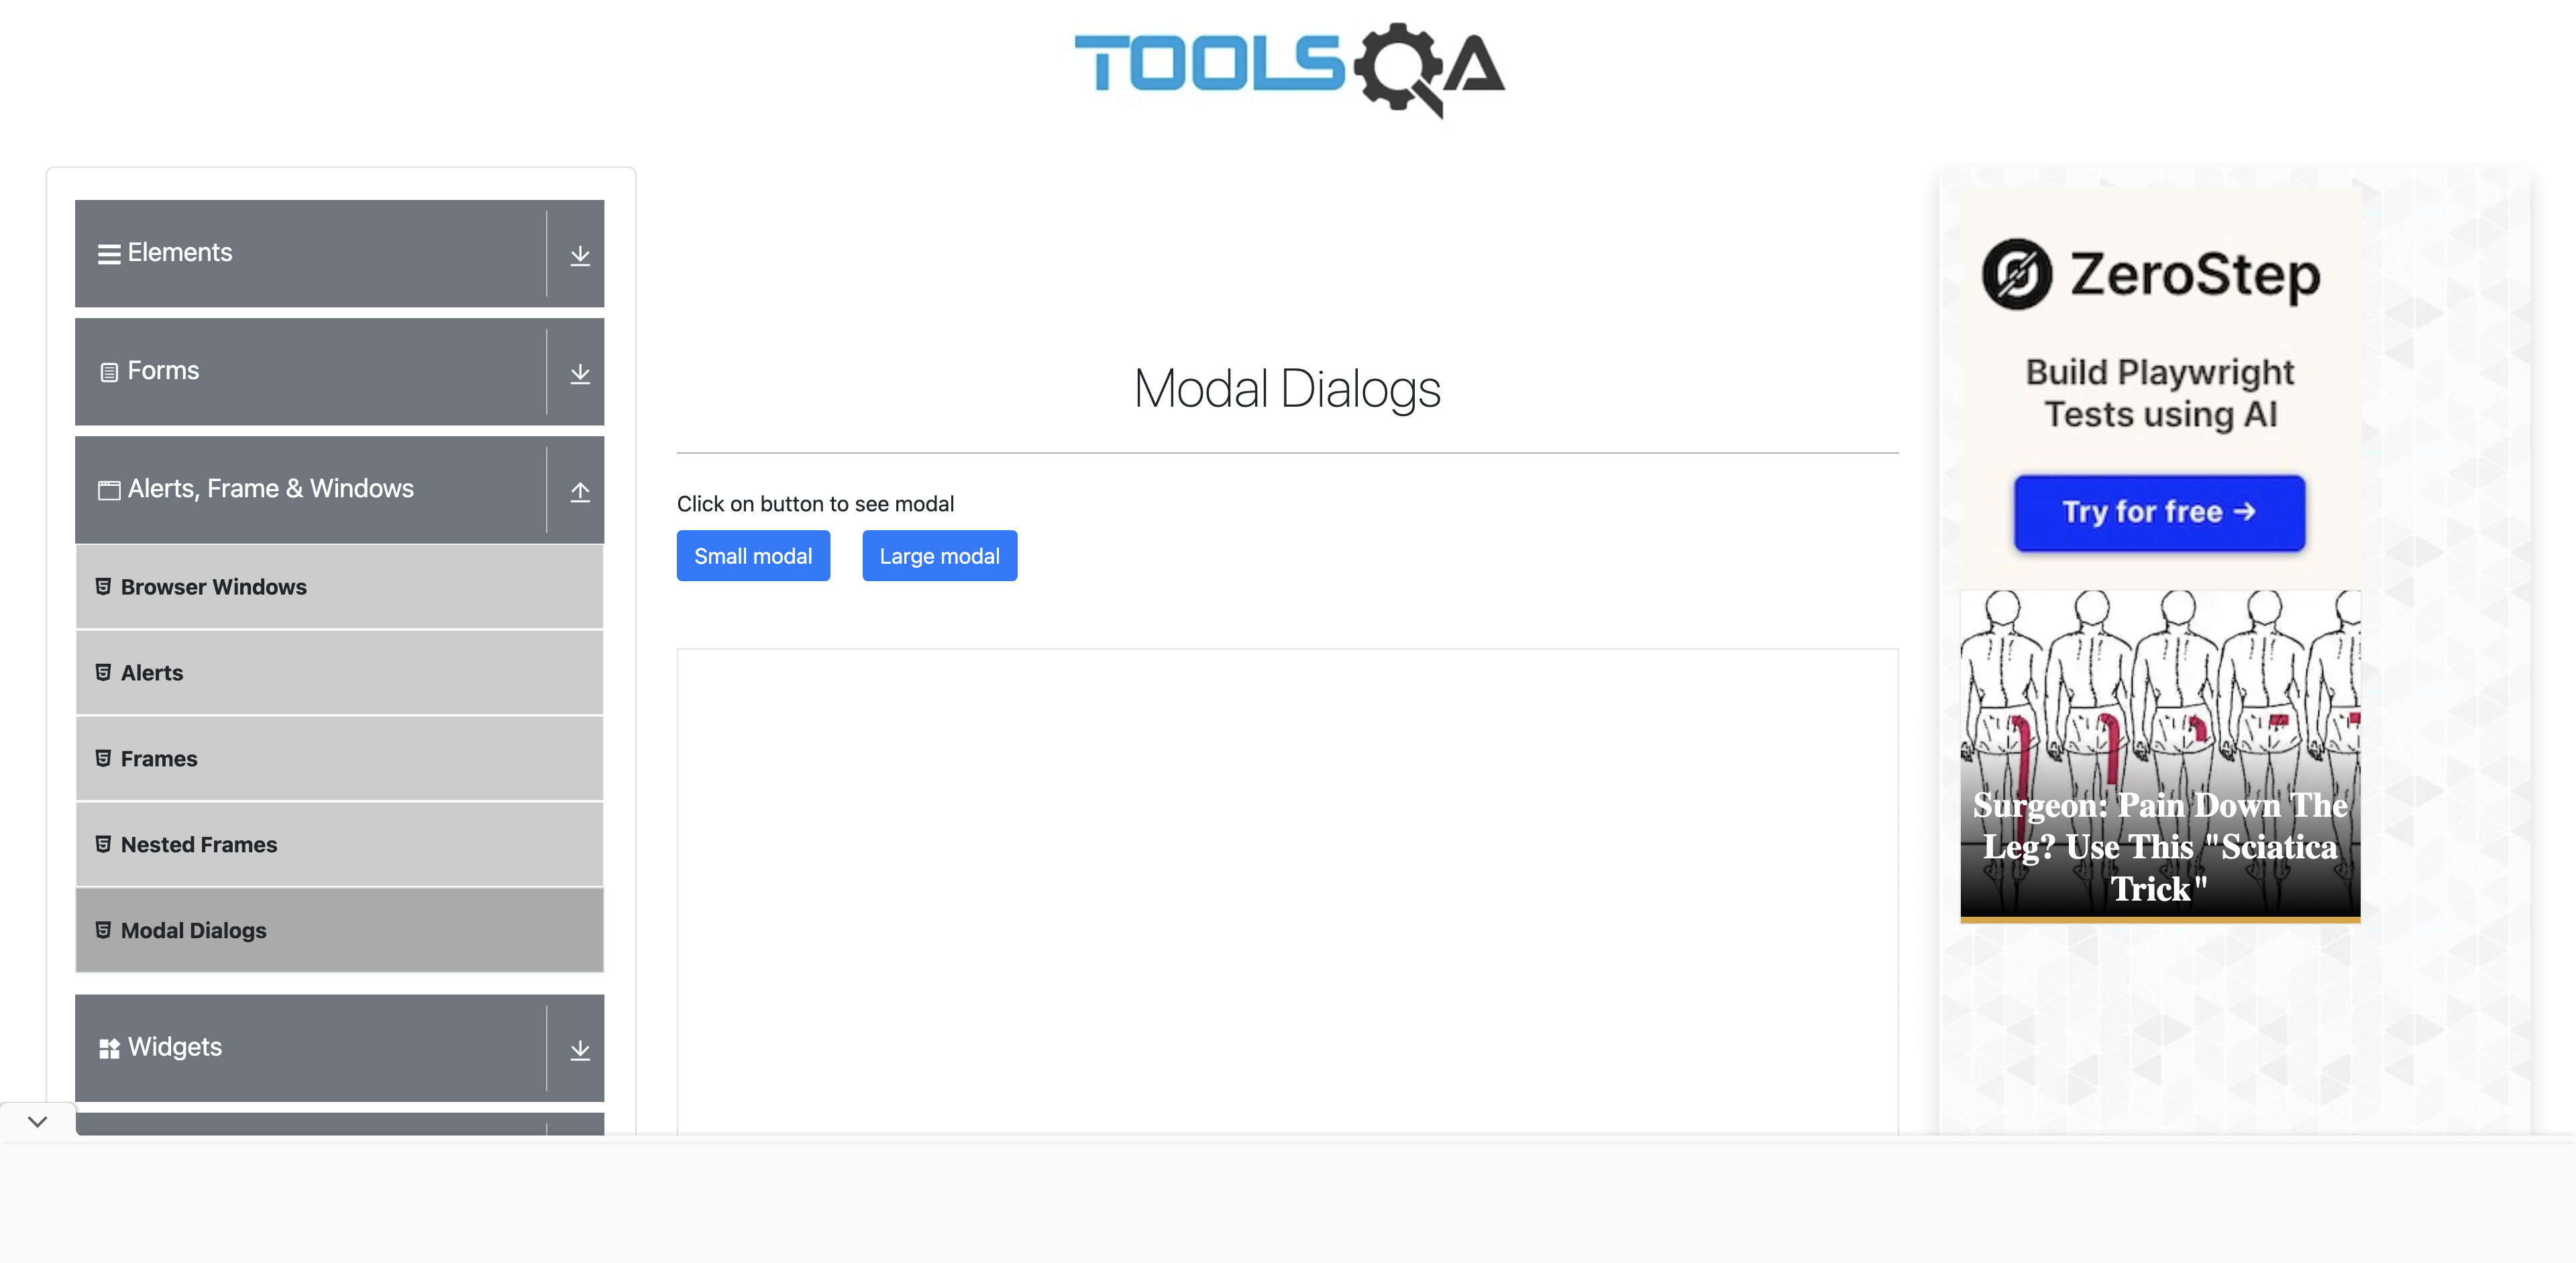 TOOLSQA
Elements
Forms
Alerts, Frame & Windows
Browser Windows
Alerts
Frames
Nested Frames
Modal Dialogs
Widgets
Modal Dialogs
Click on button to see modal
Small modal
Large modal
ZeroStep
Build Playwright
Tests using AI
Try for free →
Surgeon: Pain Down The
Leg? Use This "Sciatica
Trick"